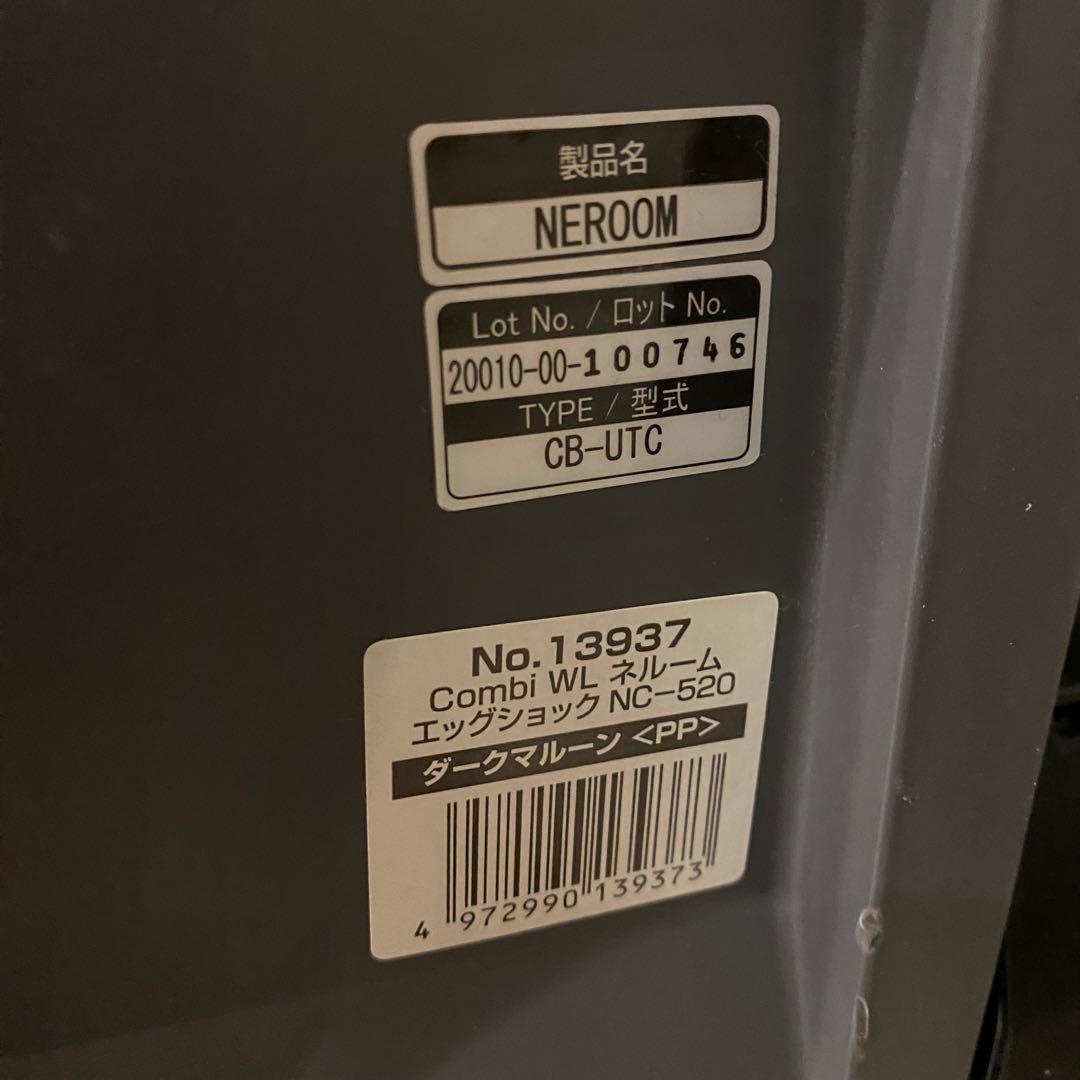 製品名
NEROOM
Lot No. / ロット No.
20010-00-100746
TYPE / 型式
CB-UTC
No.13937
Combi WL ネルーム
エッグショック NC-520
ダークマルーン <PP>
4 972990 139373